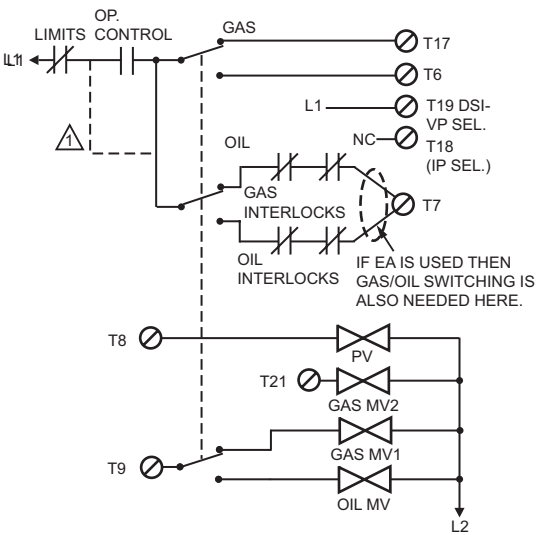 OP.
LIMITS CONTROL
GAS
L1
T17
T6
L1
T19 DSI-
VP SEL.
NC
T18
(IP SEL.)
1
OIL
GAS
INTERLOCKS
T7
OIL
INTERLOCKS
IF EA IS USED THEN
GAS/OIL SWITCHING IS
ALSO NEEDED HERE.
T8
PV
T21
GAS MV2
T9
GAS MV1
OIL MV
L2